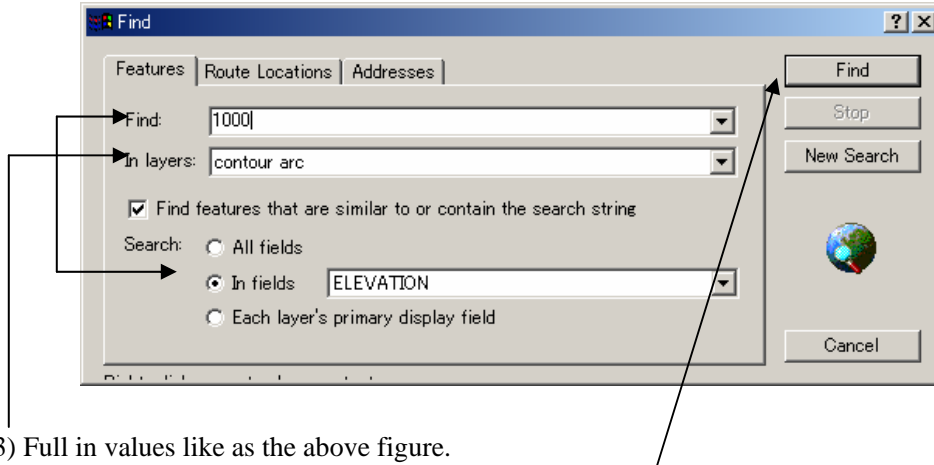 Find
Features Route Locations Addresses
Find
Find: 1000
Stop
In layers: contour arc
New Search
Find features that are similar to or contain the search string
Search: All fields
In fields ELEVATION
Each layer's primary display field
Cancel
3) Full in values like as the above figure.